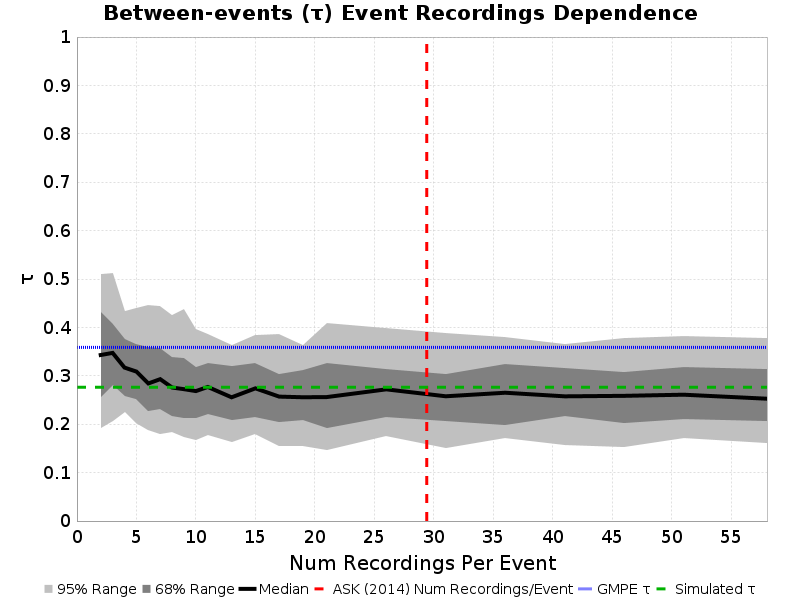 Between-events (τ) Event Recordings Dependence
1
0.9
0.8
0.7
0.6
0.5
0.4
0.3
0.2
0.1
0
τ
0 5 10 15 20 25 30 35 40 45 50 55
Num Recordings Per Event
95% Range 68% Range Median ASK (2014) Num Recordings/Event GMPE τ Simulated τ